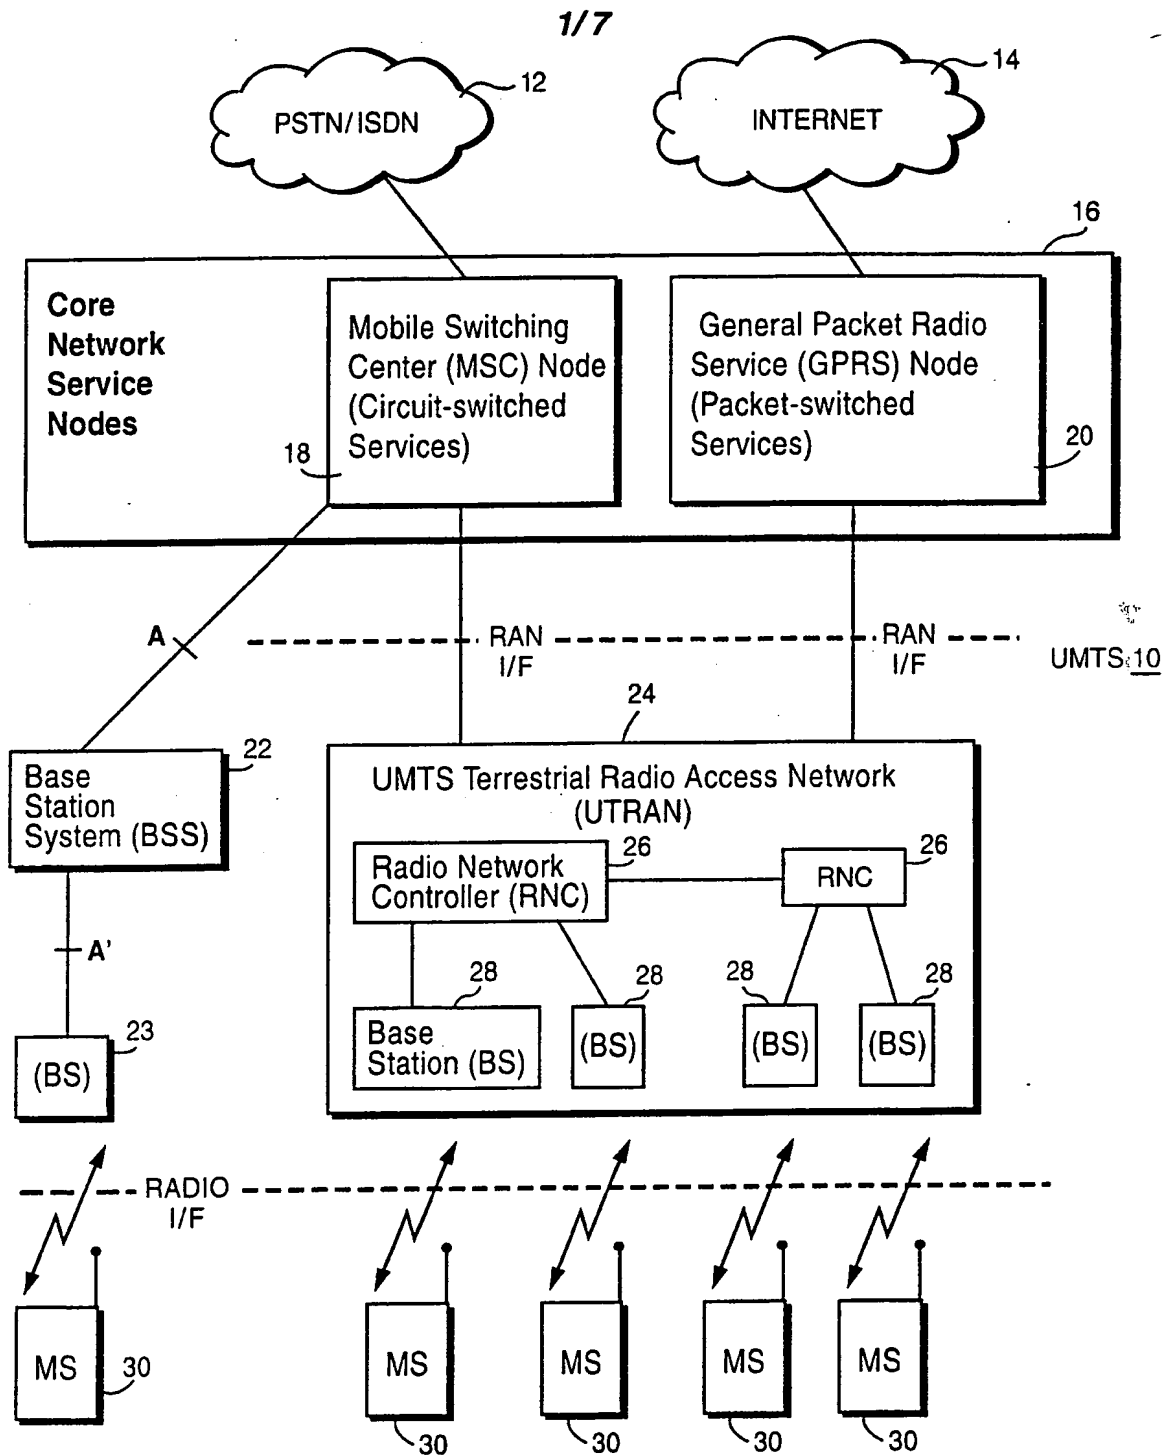 1/7
12
14
PSTN/ISDN
INTERNET
16
Core
Network
Service
Nodes
Mobile Switching
Center (MSC) Node
(Circuit-switched
Services)
18
General Packet Radio
Service (GPRS) Node
(Packet-switched
Services)
20
A
RAN
I/F
RAN
I/F
UMTS 10
24
22
Base
Station
System (BSS)
UMTS Terrestrial Radio Access Network
(UTRAN)
26
26
Radio Network
Controller (RNC)
RNC
A'
28
28
28
28
23
(BS)
Base
Station (BS)
(BS)
(BS)
(BS)
RADIO
I/F
MS
30
MS
MS
MS
MS
30
30
30
30